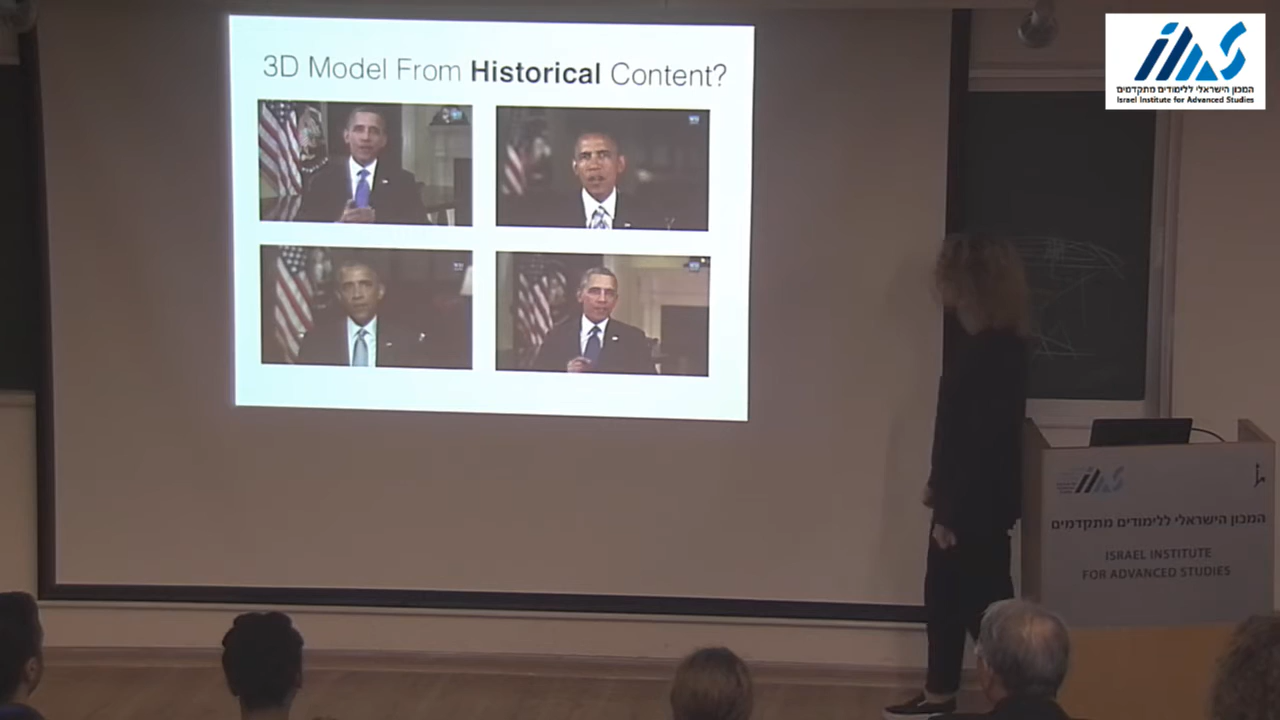 3D Model From Historical Content?
המכון הישראלי ללימודים מתקדמים
Israel Institute for Advanced Studies
המכון הישראלי ללימודים מתקדמים
ISRAEL INSTITUTE
FOR ADVANCED STUDIES